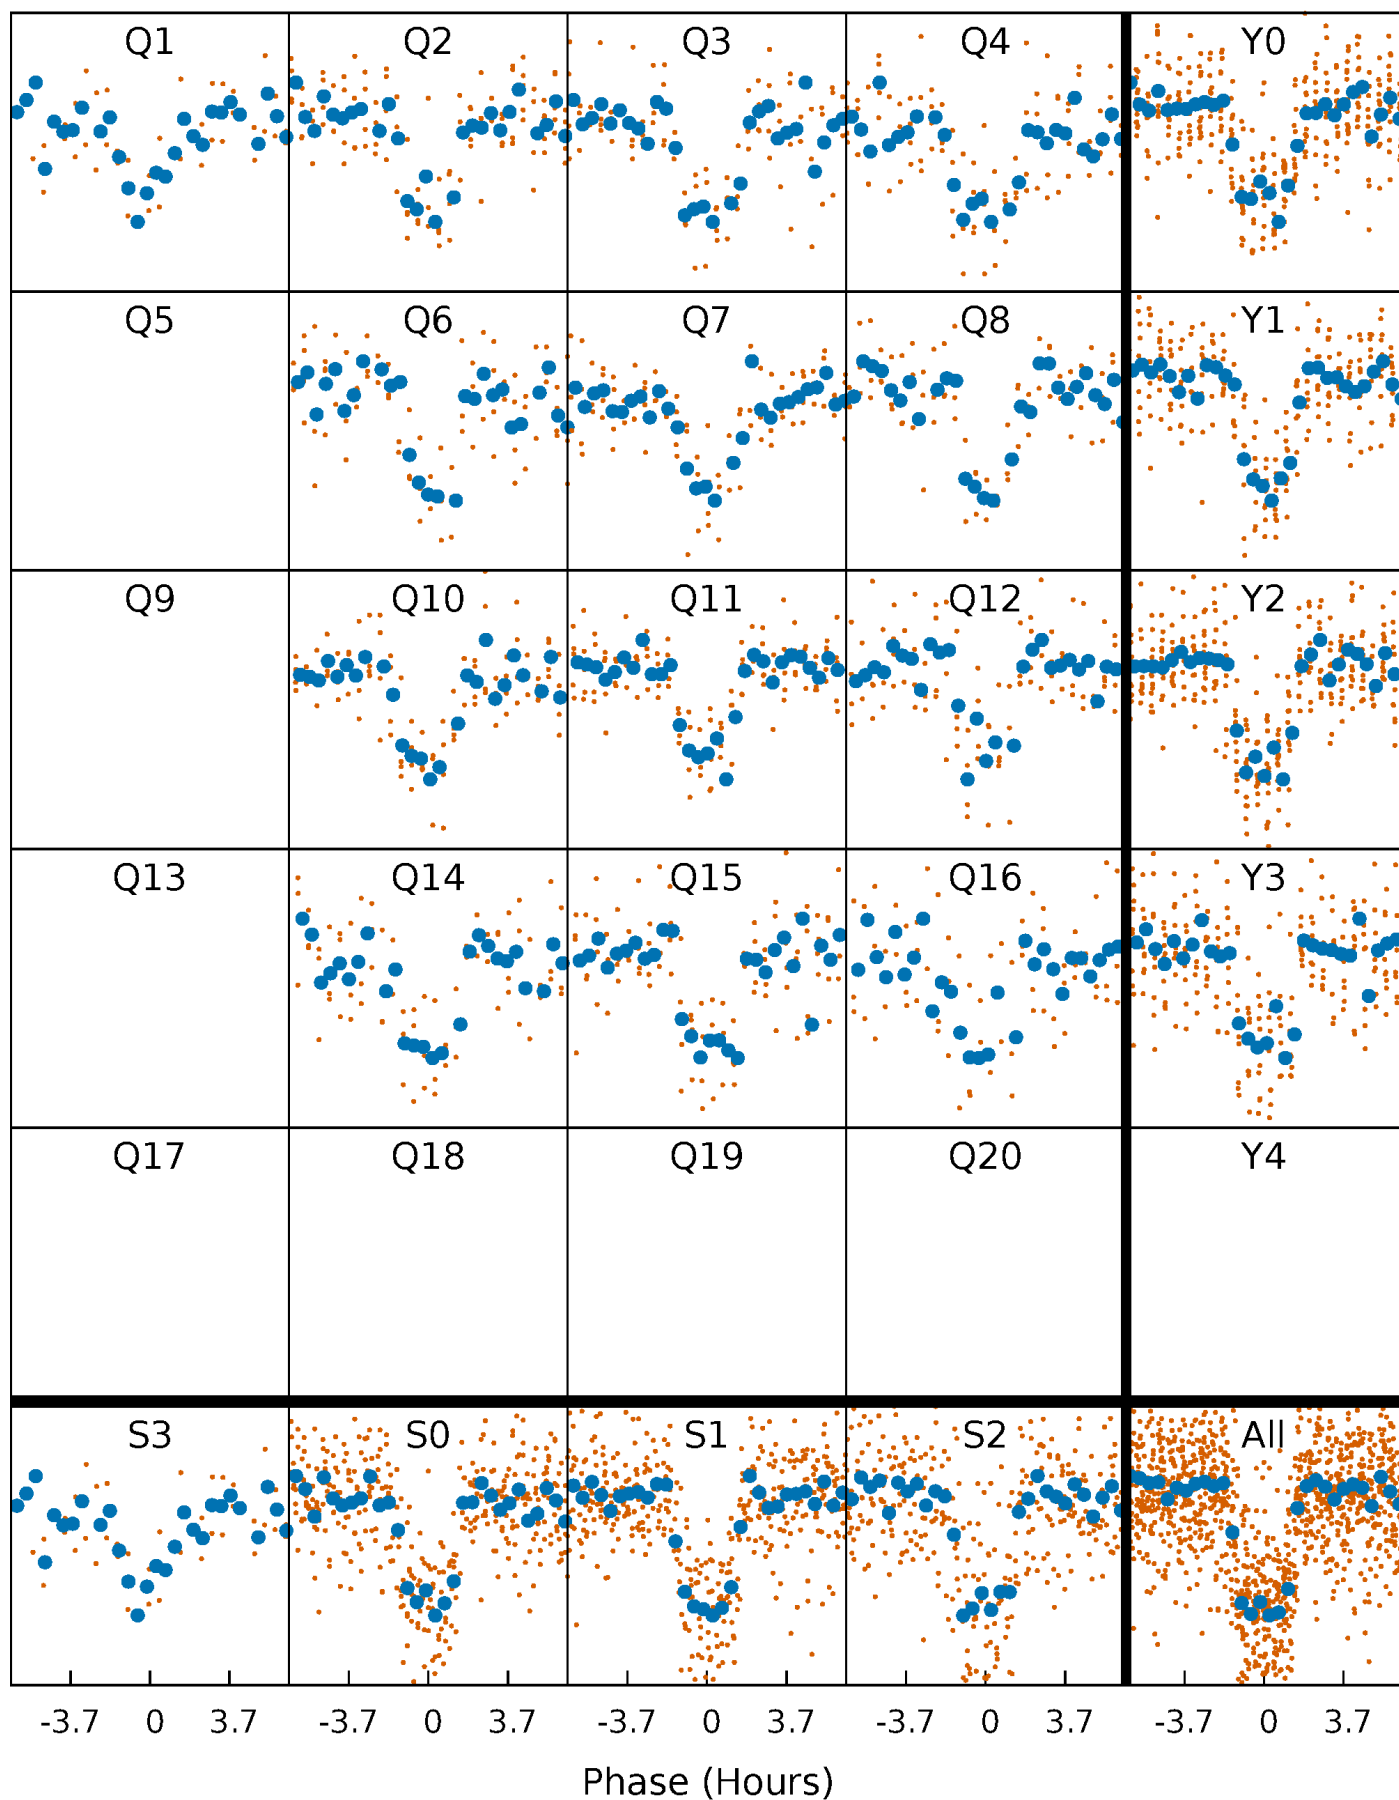 Q1 Q2 Q3 Q4 Y0
Q5 Q6 Q7 Q8 Y1
Q9 Q10 Q11 Q12 Y2
Q13 Q14 Q15 Q16 Y3
Q17 Q18 Q19 Q20 Y4
S3 S0 S1 S2 All
-3.7 0 3.7 -3.7 0 3.7 -3.7 0 3.7 -3.7 0 3.7 -3.7 0 3.7
Phase (Hours)